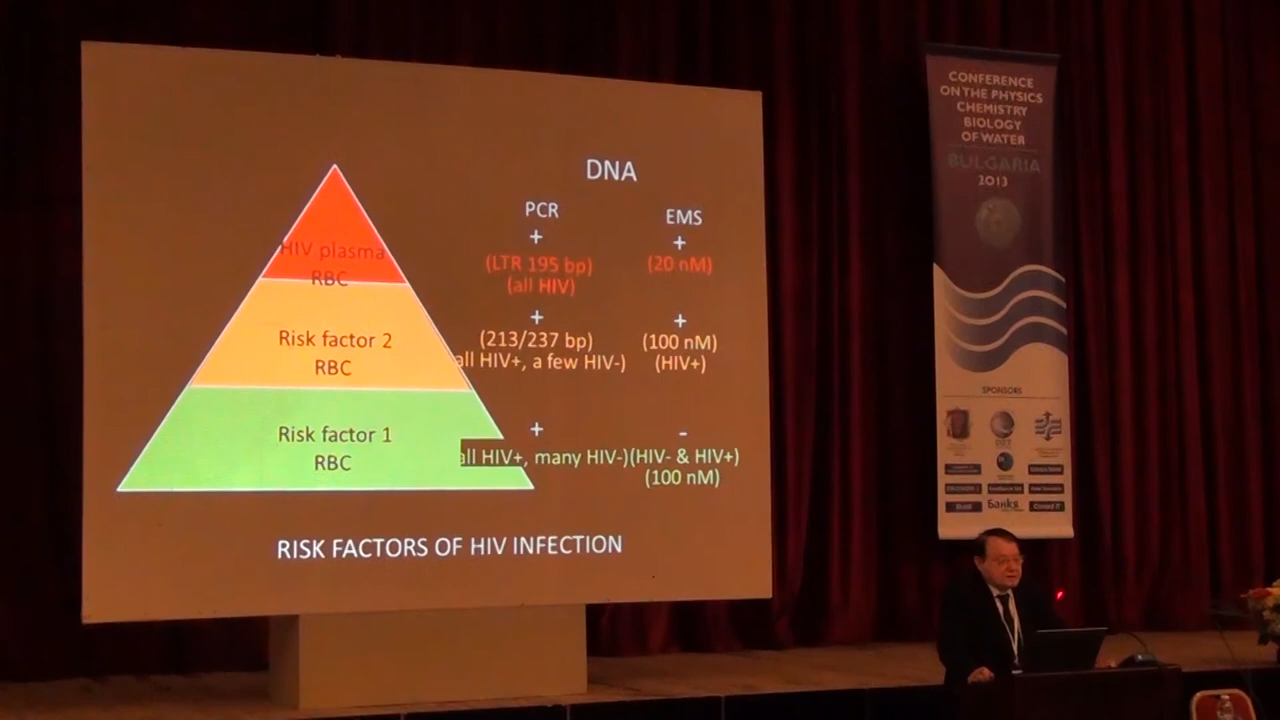 DNA
PCR
EMS
+
+
HIV plasma
RBC
(LTR 195 bp)
(20 nM)
(all HIV)
+
+
Risk factor 2
RBC
(213/237 bp)
(100 nM)
all HIV+, a few HIV-)
(HIV+)
Risk factor 1
RBC
+
-
all HIV+, many HIV-)(HIV- & HIV+)
(100 nM)
RISK FACTORS OF HIV INFECTION
CONFERENCE
ON THE PHYSICS
CHEMISTRY
BIOLOGY
OF WATER
BULGARIA
2013
SPONSORS
Банкя